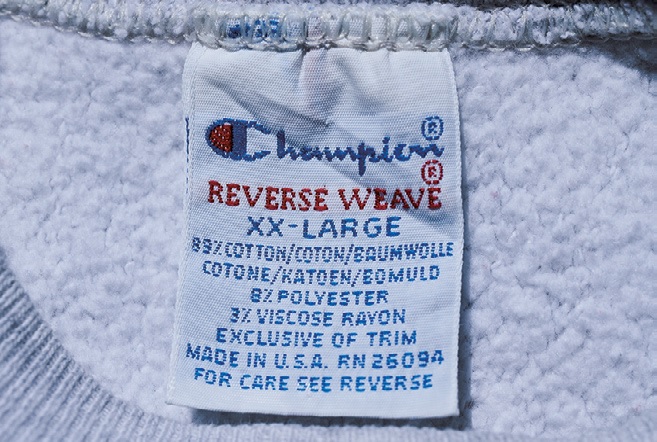 Champion®
®
REVERSE WEAVE
XX-LARGE
89% COTTON/COTON/BAUMWOLLE
COTONE/KATOEN/BOMULD
8% POLYESTER
3% VISCOSE RAYON
EXCLUSIVE OF TRIM
MADE IN U.S.A. RN 26094
FOR CARE SEE REVERSE